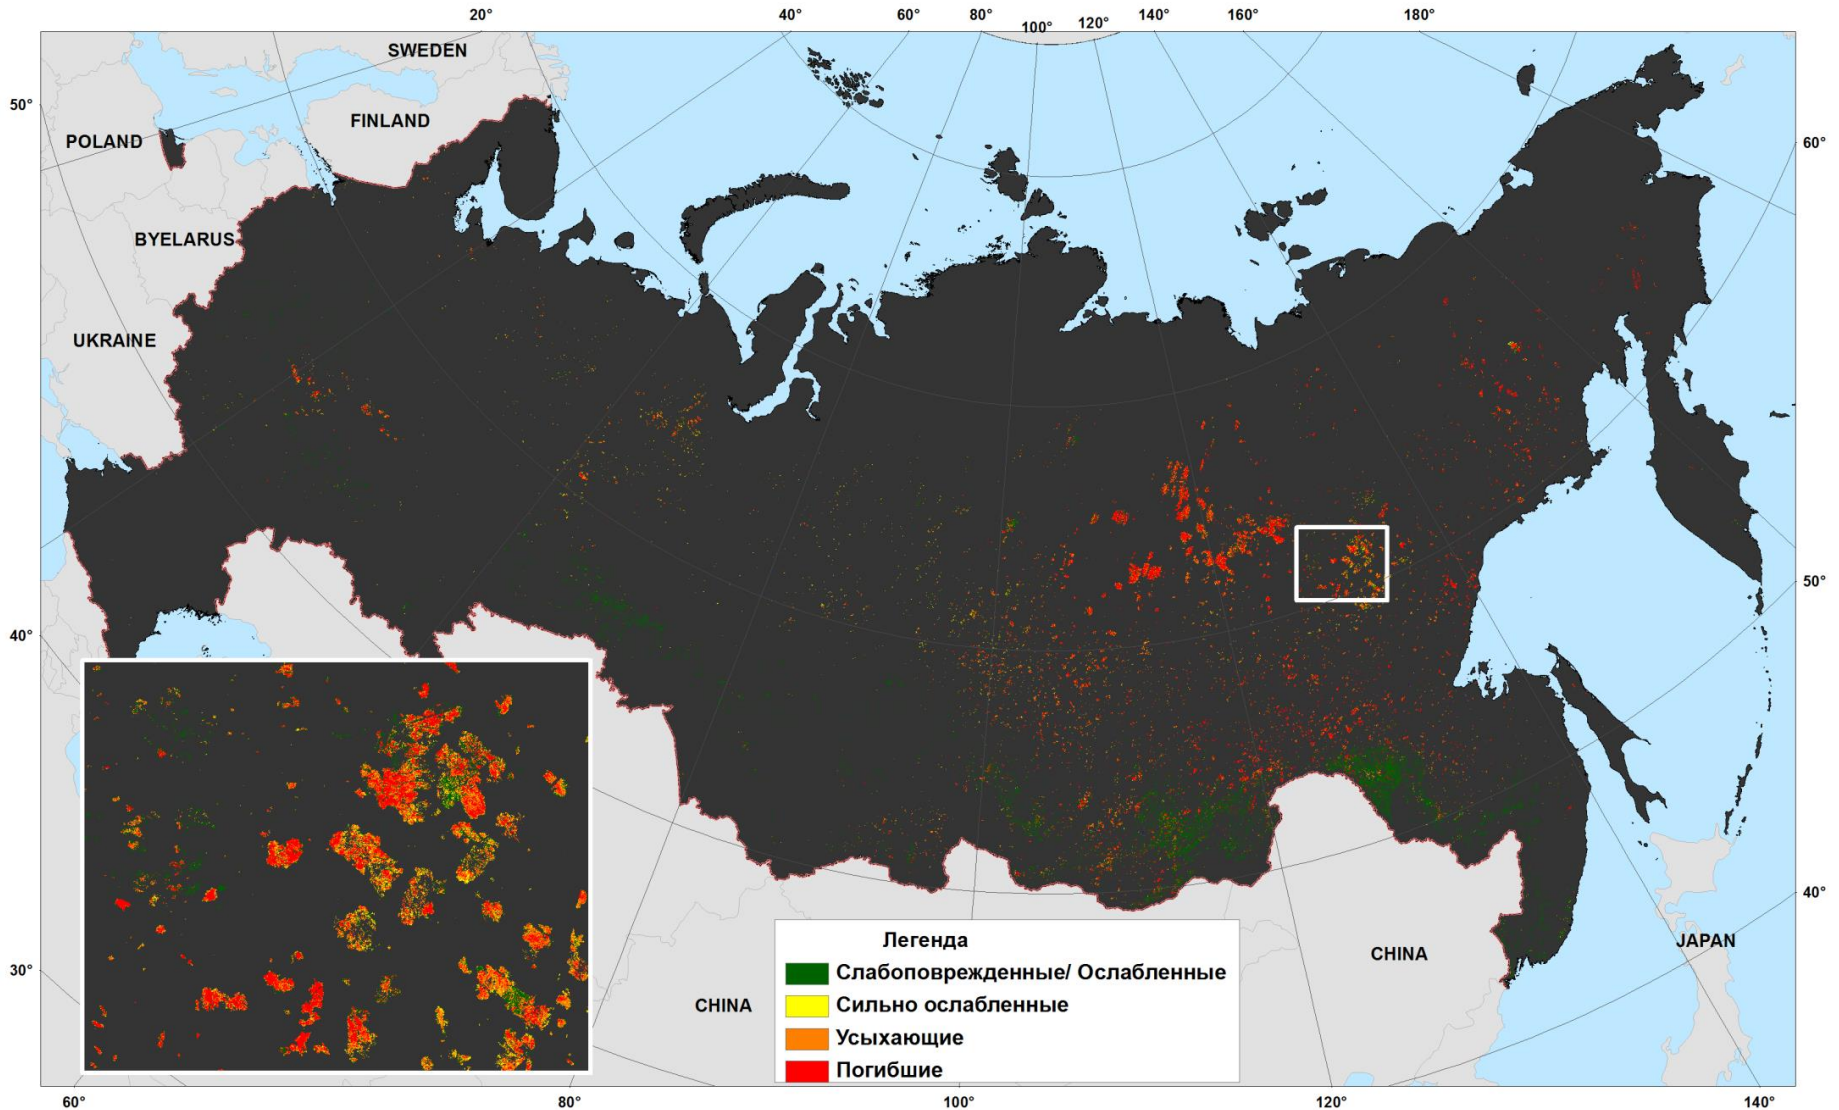 20° 40° 60° 80° 100° 120° 140° 160° 180°
SWEDEN
50°
FINLAND
POLAND
60°
BYELARUS
UKRAINE
50°
40°
40°
JAPAN
Легенда
CHINA
30°
Слабоповрежденные/ Ослабленные
CHINA
Сильно ослабленные
Усыхающие
Погибшие
60° 80° 100° 120° 140°